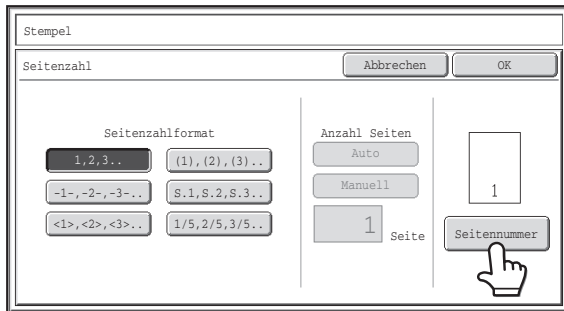 Stempel
Seitenzahl
Abbrechen
OK
Seitenzahlformat
1,2,3..
(1),(2),(3)..
-1-,-2-,-3-..
S.1,S.2,S.3..
<1>,<2>,<3>..
1/5,2/5,3/5..
Anzahl Seiten
Auto
Manuell
1 Seite
1
Seitennummer